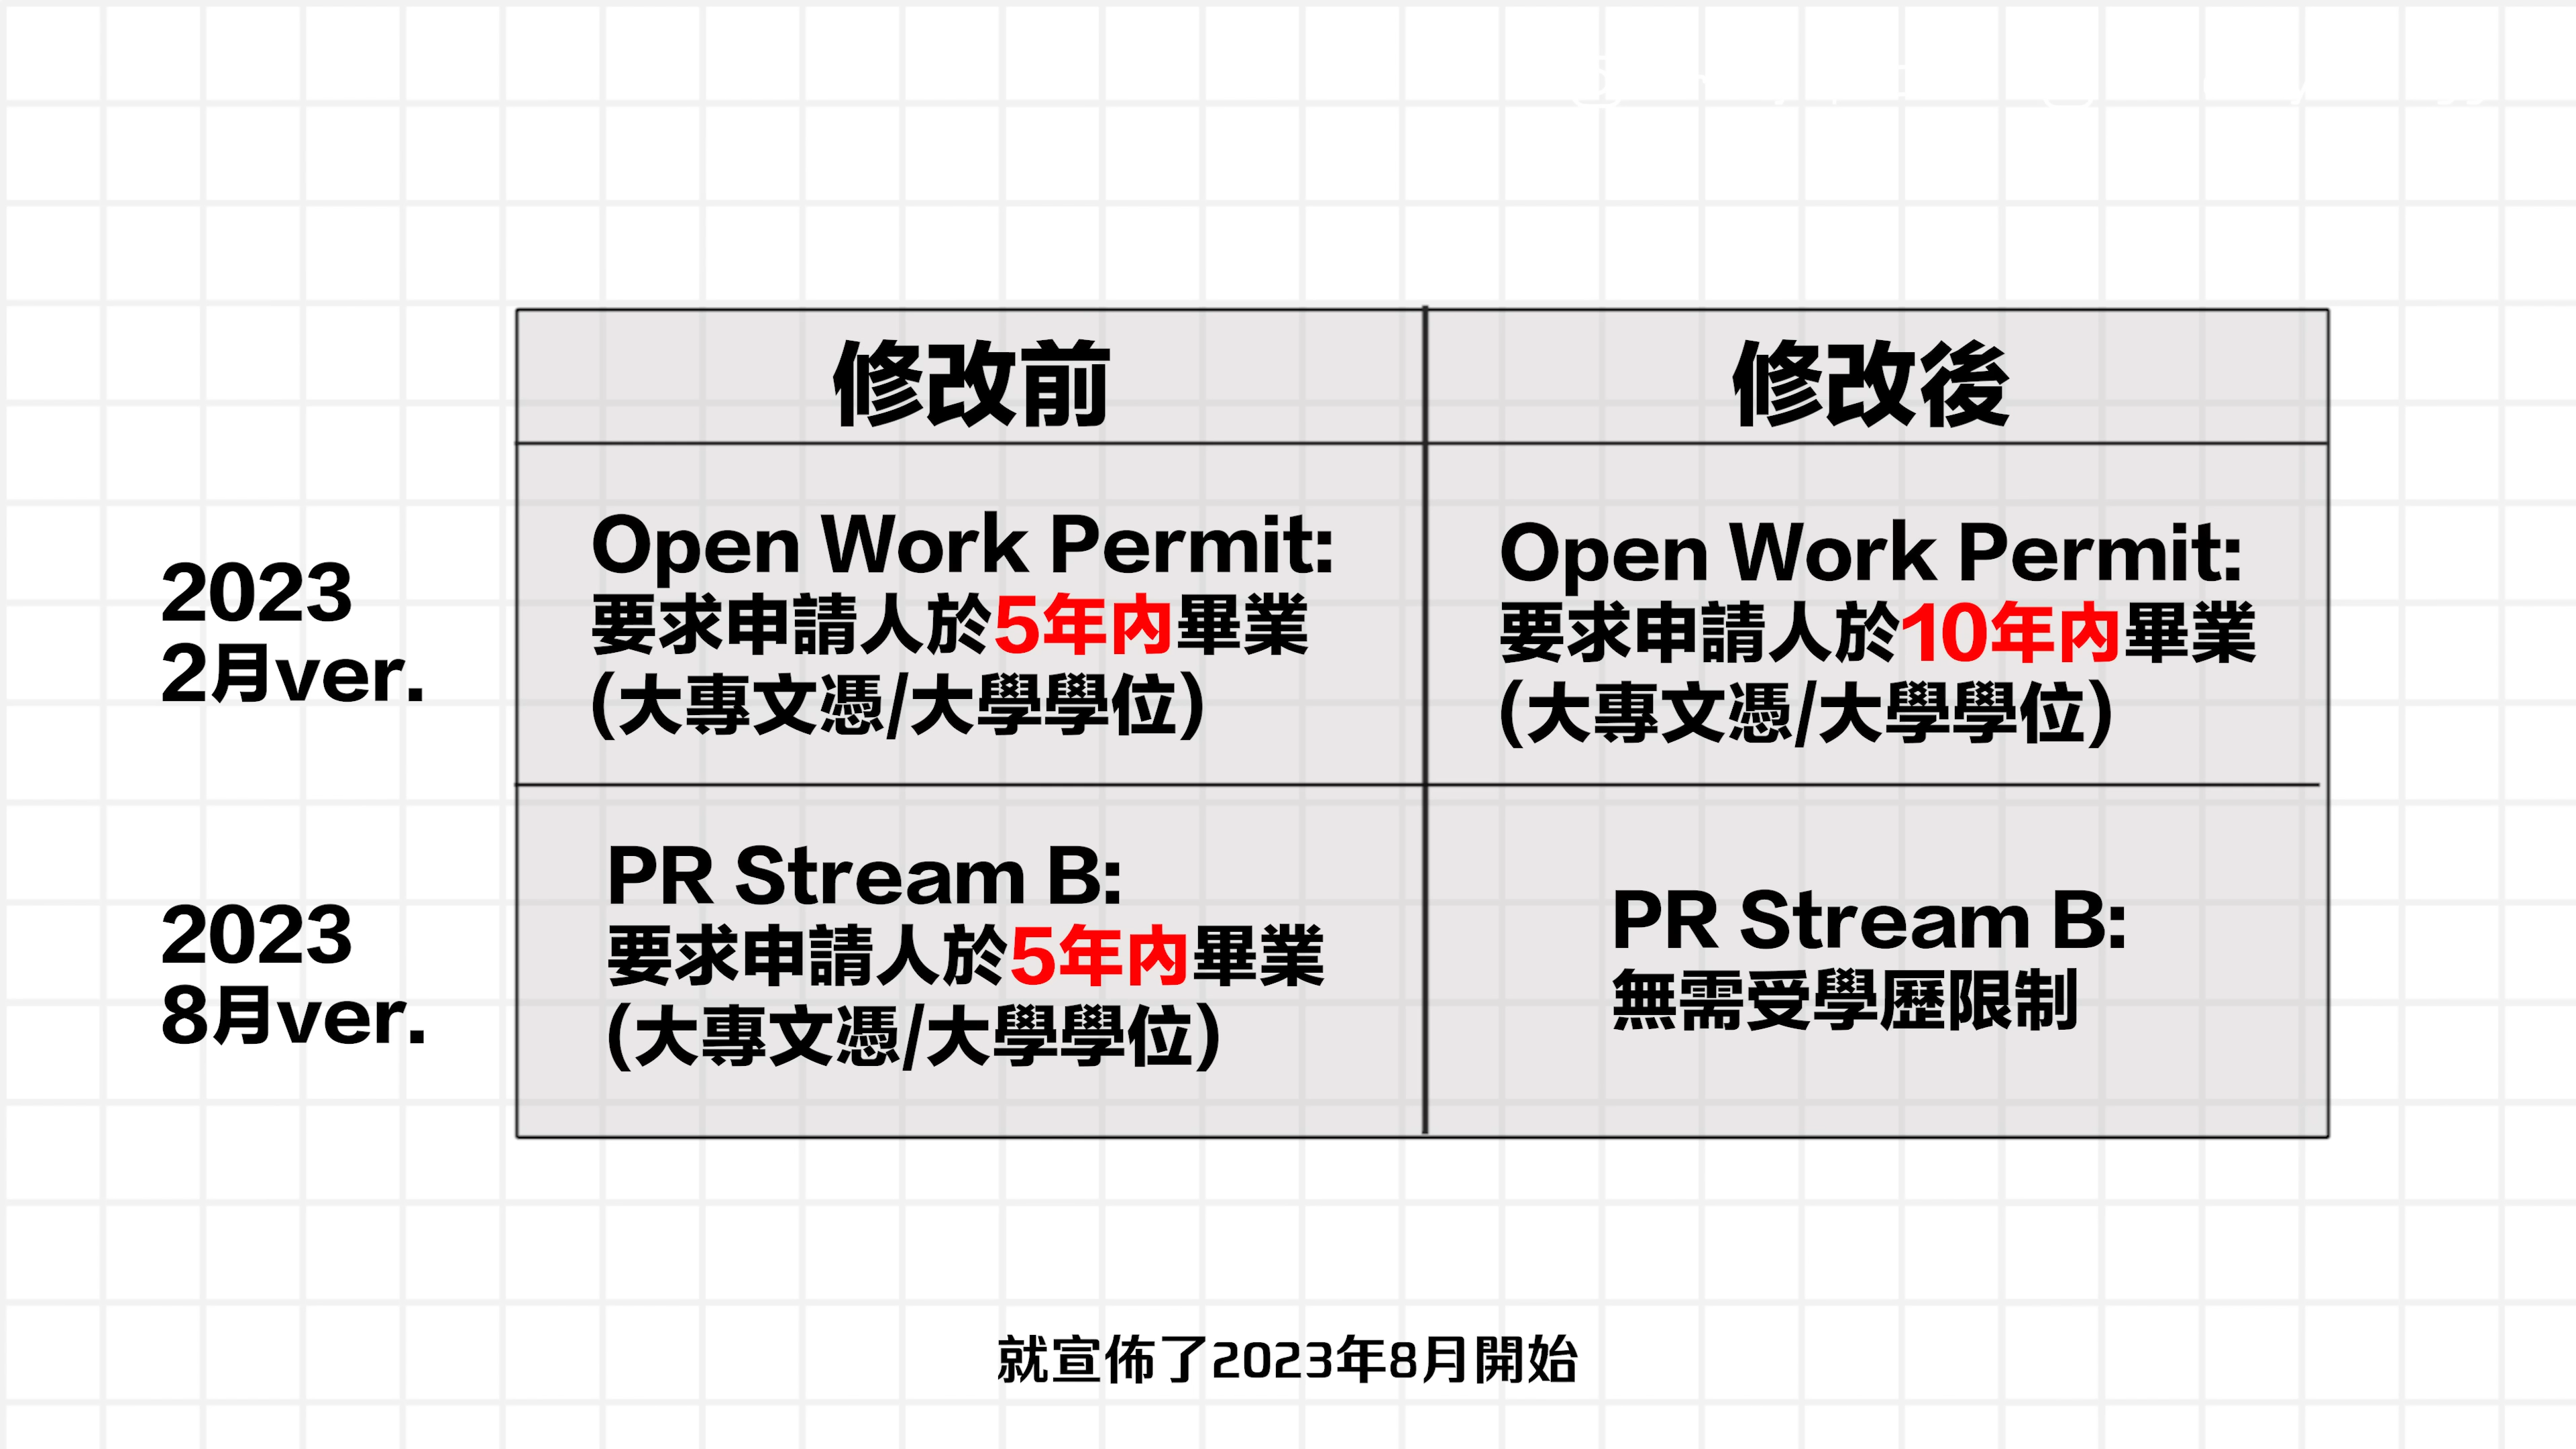 修改前
修改後
2023
2月ver.
Open Work Permit:
要求申請人於5年內畢業
(大專文憑/大學學位)
Open Work Permit:
要求申請人於10年內畢業
(大專文憑/大學學位)
2023
8月ver.
PR Stream B:
要求申請人於5年內畢業
(大專文憑/大學學位)
PR Stream B:
無需受學歷限制
就宣佈了2023年8月開始